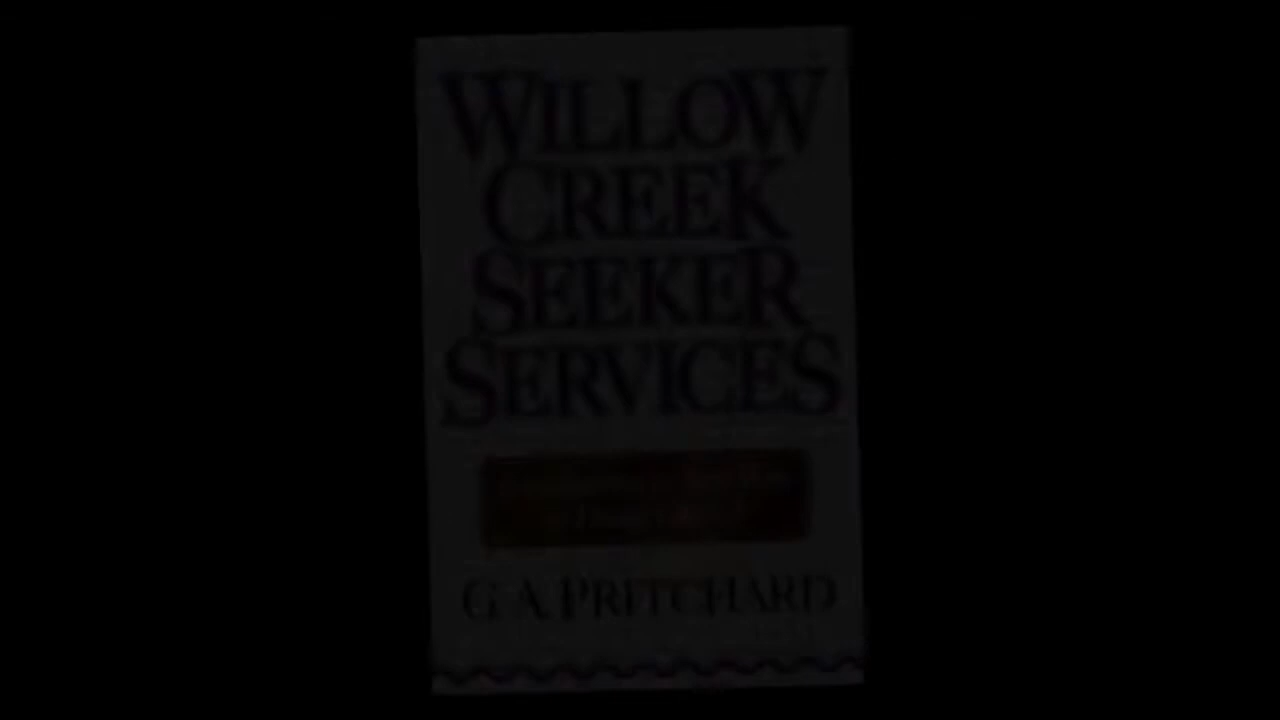 WILLOW
CREEK
SEEKER
SERVICES
G. A. PRITCHARD